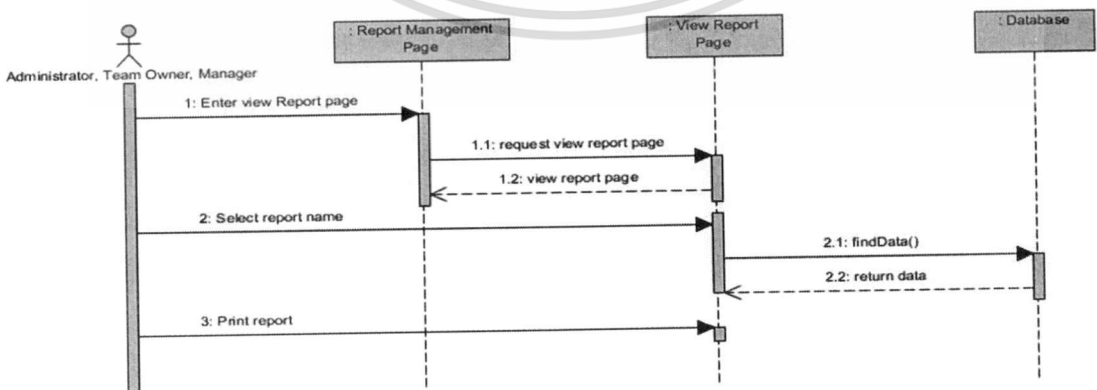 : Report Management
Page
: View Report
Page
: Database
Administrator, Team Owner, Manager
1: Enter view Report page
1.1: request view report page
1.2: view report page
2: Select report name
2.1: findData()
2.2: return data
3: Print report